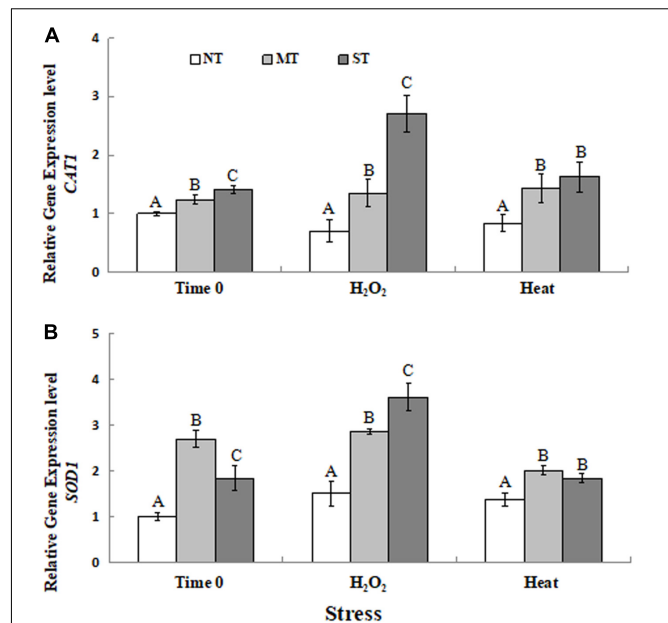 A
Relative Gene Expression level
CAT1
4
3
2
1
0
NT MT ST
A B C
A B C
A B B
Time 0 H₂O₂ Heat
B
Relative Gene Expression level
SOD1
5
4
3
2
1
0
A B C
A B C
A B B
Time 0 H₂O₂ Heat
Stress